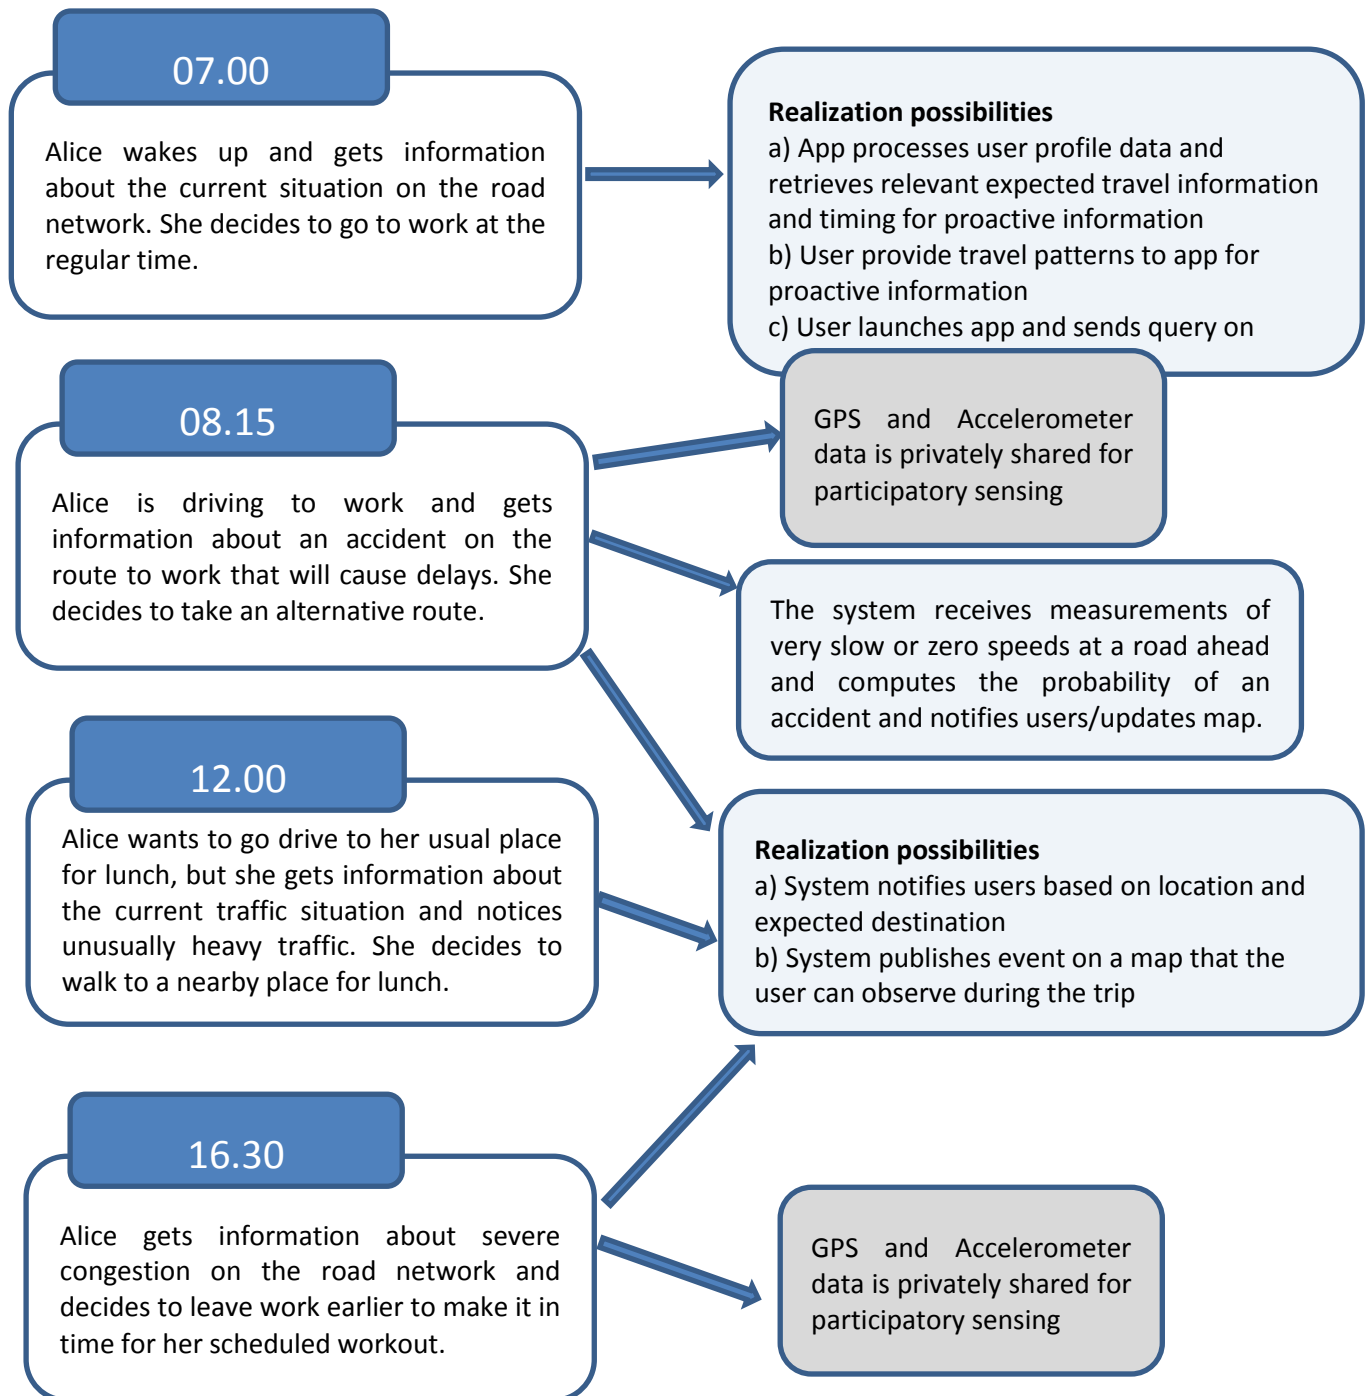 07.00
Alice wakes up and gets information
about the current situation on the road
network. She decides to go to work at the
regular time.
Realization possibilities
a) App processes user profile data and
retrieves relevant expected travel information
and timing for proactive information
b) User provide travel patterns to app for
proactive information
c) User launches app and sends query on
08.15
Alice is driving to work and gets
information about an accident on the
route to work that will cause delays. She
decides to take an alternative route.
GPS and Accelerometer
data is privately shared for
participatory sensing
The system receives measurements of
very slow or zero speeds at a road ahead
and computes the probability of an
accident and notifies users/updates map.
12.00
Alice wants to go drive to her usual place
for lunch, but she gets information about
the current traffic situation and notices
unusually heavy traffic. She decides to
walk to a nearby place for lunch.
Realization possibilities
a) System notifies users based on location and
expected destination
b) System publishes event on a map that the
user can observe during the trip
16.30
Alice gets information about severe
congestion on the road network and
decides to leave work earlier to make it in
time for her scheduled workout.
GPS and Accelerometer
data is privately shared for
participatory sensing